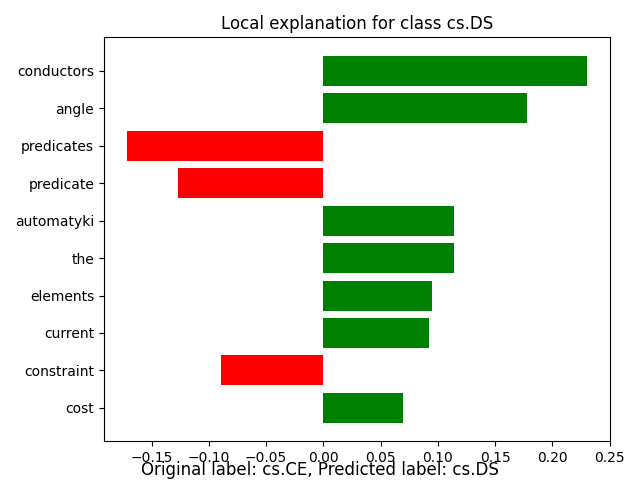 Local explanation for class cs.DS
conductors
angle
predicates
predicate
automatyki
the
elements
current
constraint
cost
−0.15 −0.10 −0.05 0.00 0.05 0.10 0.15 0.20 0.25
Original label: cs.CE, Predicted label: cs.DS